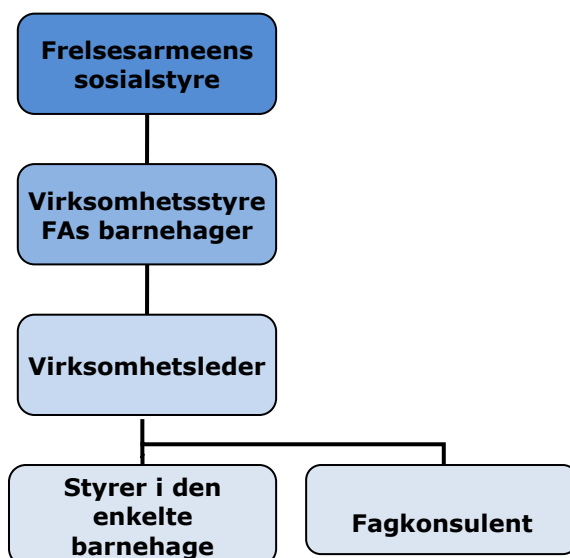 Frelsesarmeens
sosialstyre
Virksomhetsstyre
FAs barnehager
Virksomhetsleder
Styrer i den
enkelte
barnehage
Fagkonsulent